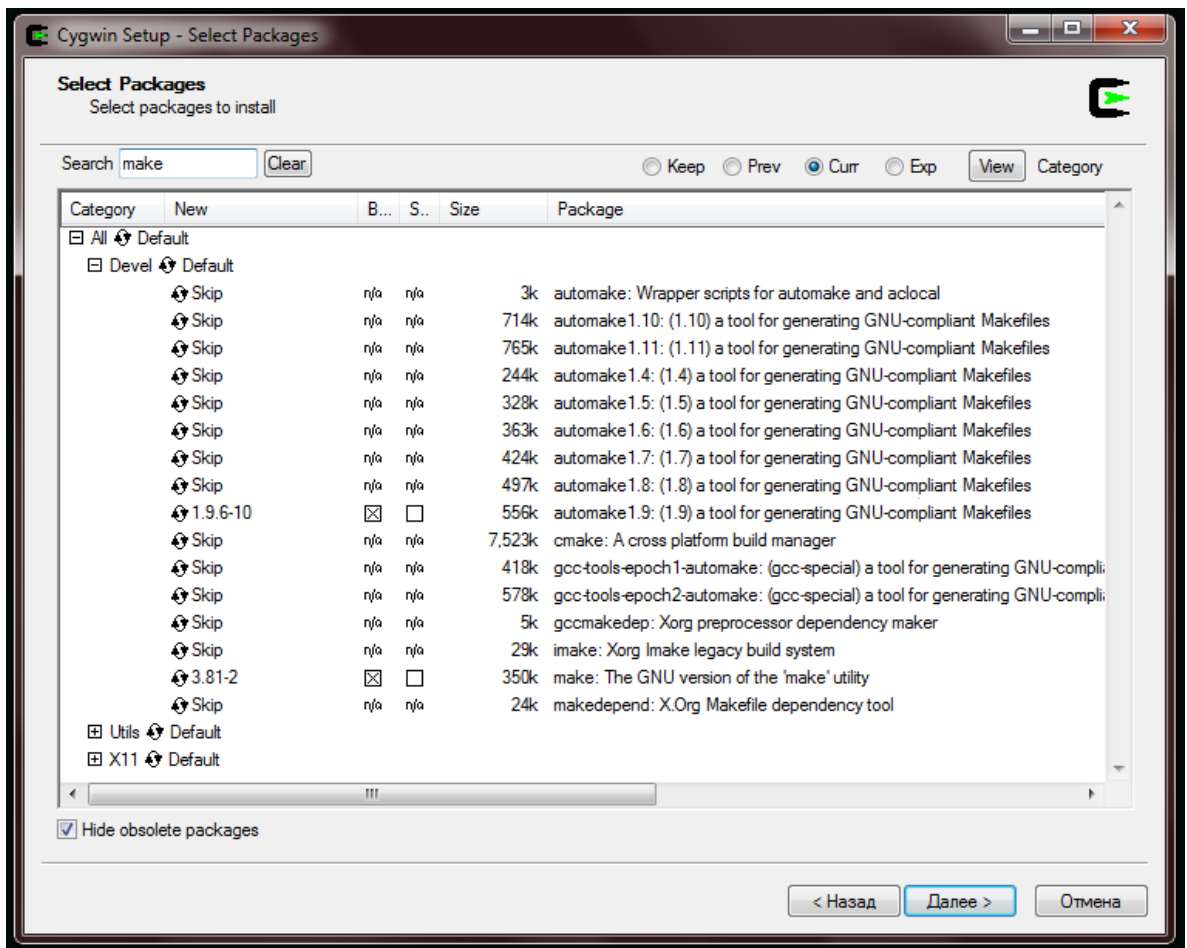 Cygwin Setup - Select Packages
Select Packages
Select packages to install
Search make Clear Keep Prev Curr Exp View Category
Category New B... S.. Size Package
All Default
Devel Default
Skip n/a n/a 3k automake: Wrapper scripts for automake and aclocal
Skip n/a n/a 714k automake1.10: (1.10) a tool for generating GNU-compliant Makefiles
Skip n/a n/a 765k automake1.11: (1.11) a tool for generating GNU-compliant Makefiles
Skip n/a n/a 244k automake1.4: (1.4) a tool for generating GNU-compliant Makefiles
Skip n/a n/a 328k automake1.5: (1.5) a tool for generating GNU-compliant Makefiles
Skip n/a n/a 363k automake1.6: (1.6) a tool for generating GNU-compliant Makefiles
Skip n/a n/a 424k automake1.7: (1.7) a tool for generating GNU-compliant Makefiles
Skip n/a n/a 497k automake1.8: (1.8) a tool for generating GNU-compliant Makefiles
1.9.6-10 556k automake1.9: (1.9) a tool for generating GNU-compliant Makefiles
Skip n/a n/a 7,523k cmake: A cross platform build manager
Skip n/a n/a 418k gcc-tools-epoch1-automake: (gcc-special) a tool for generating GNU-compli
Skip n/a n/a 578k gcc-tools-epoch2-automake: (gcc-special) a tool for generating GNU-compli
Skip n/a n/a 5k gccmakedep: Xorg preprocessor dependency maker
Skip n/a n/a 29k imake: Xorg Imake legacy build system
3.81-2 350k make: The GNU version of the 'make' utility
Skip n/a n/a 24k makedepend: X.Org Makefile dependency tool
Utils Default
X11 Default
Hide obsolete packages
< Назад Далее > Отмена